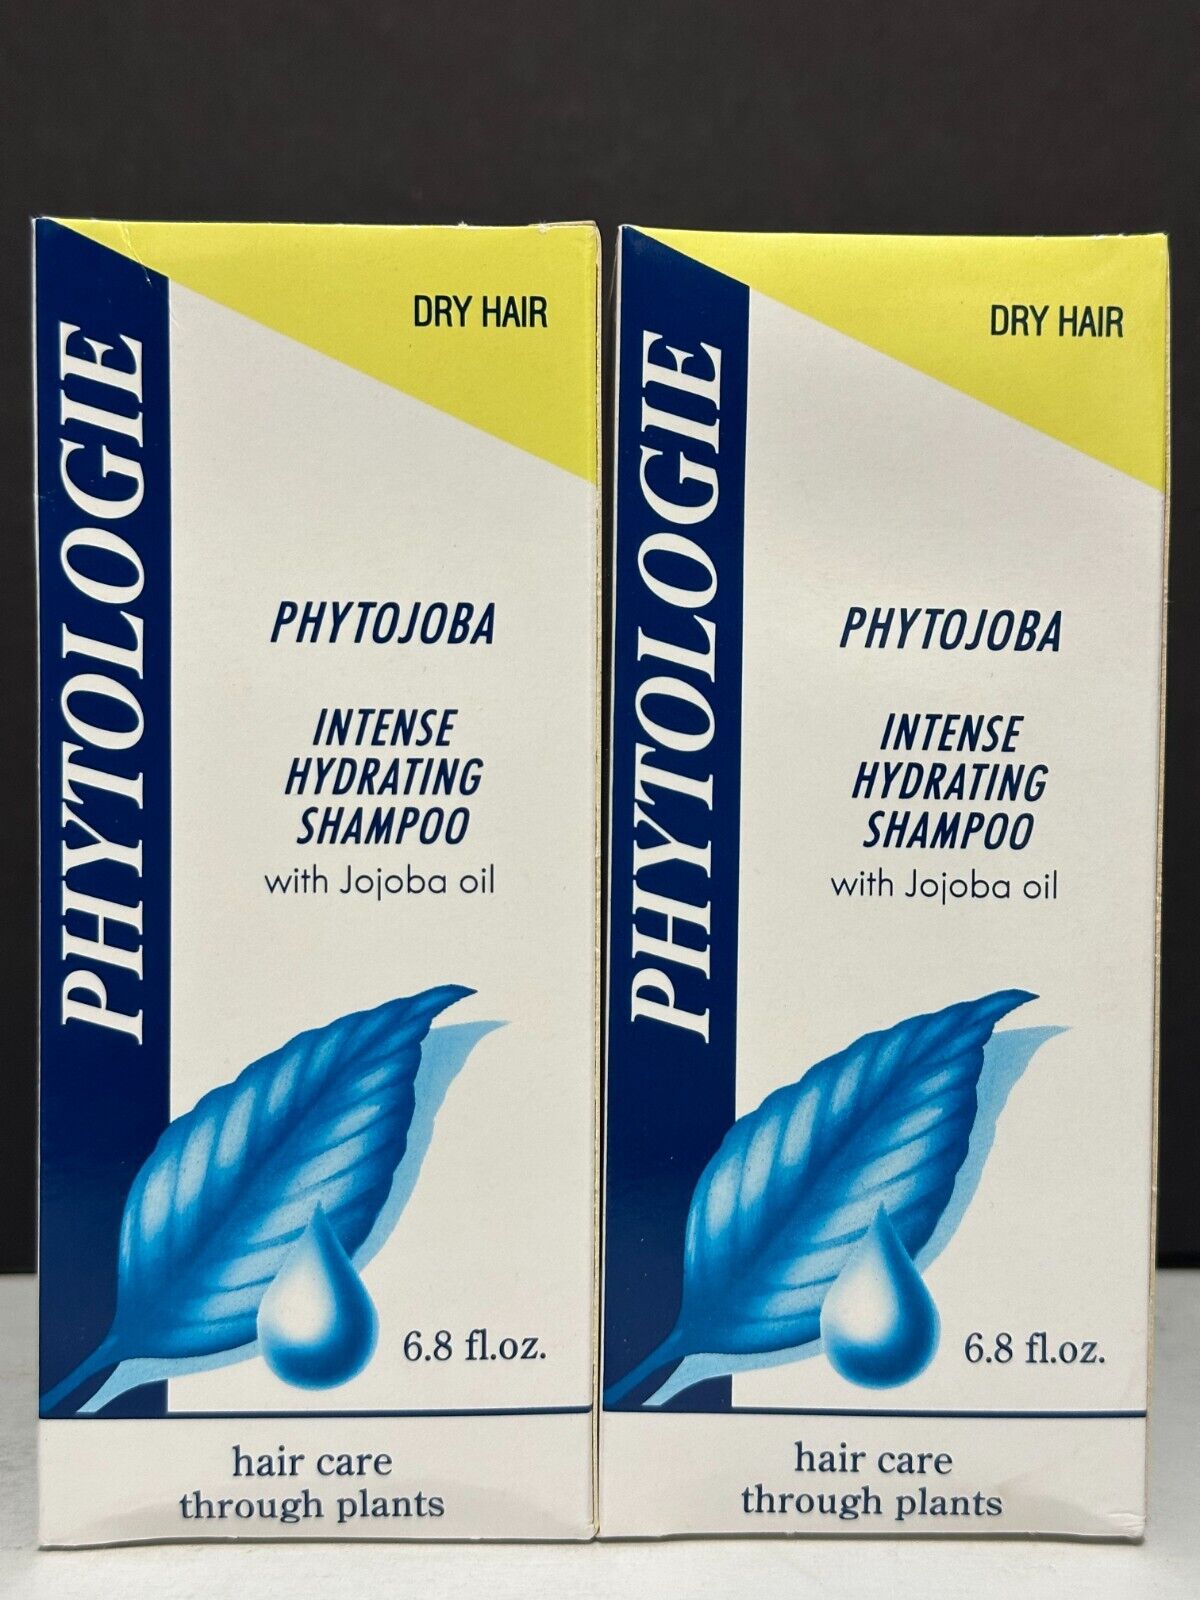 PHYTOLOGIE
DRY HAIR
PHYTOJOBA
INTENSE
HYDRATING
SHAMPOO
with Jojoba oil
6.8 fl.oz.
hair care
through plants
PHYTOLOGIE
DRY HAIR
PHYTOJOBA
INTENSE
HYDRATING
SHAMPOO
with Jojoba oil
6.8 fl.oz.
hair care
through plants